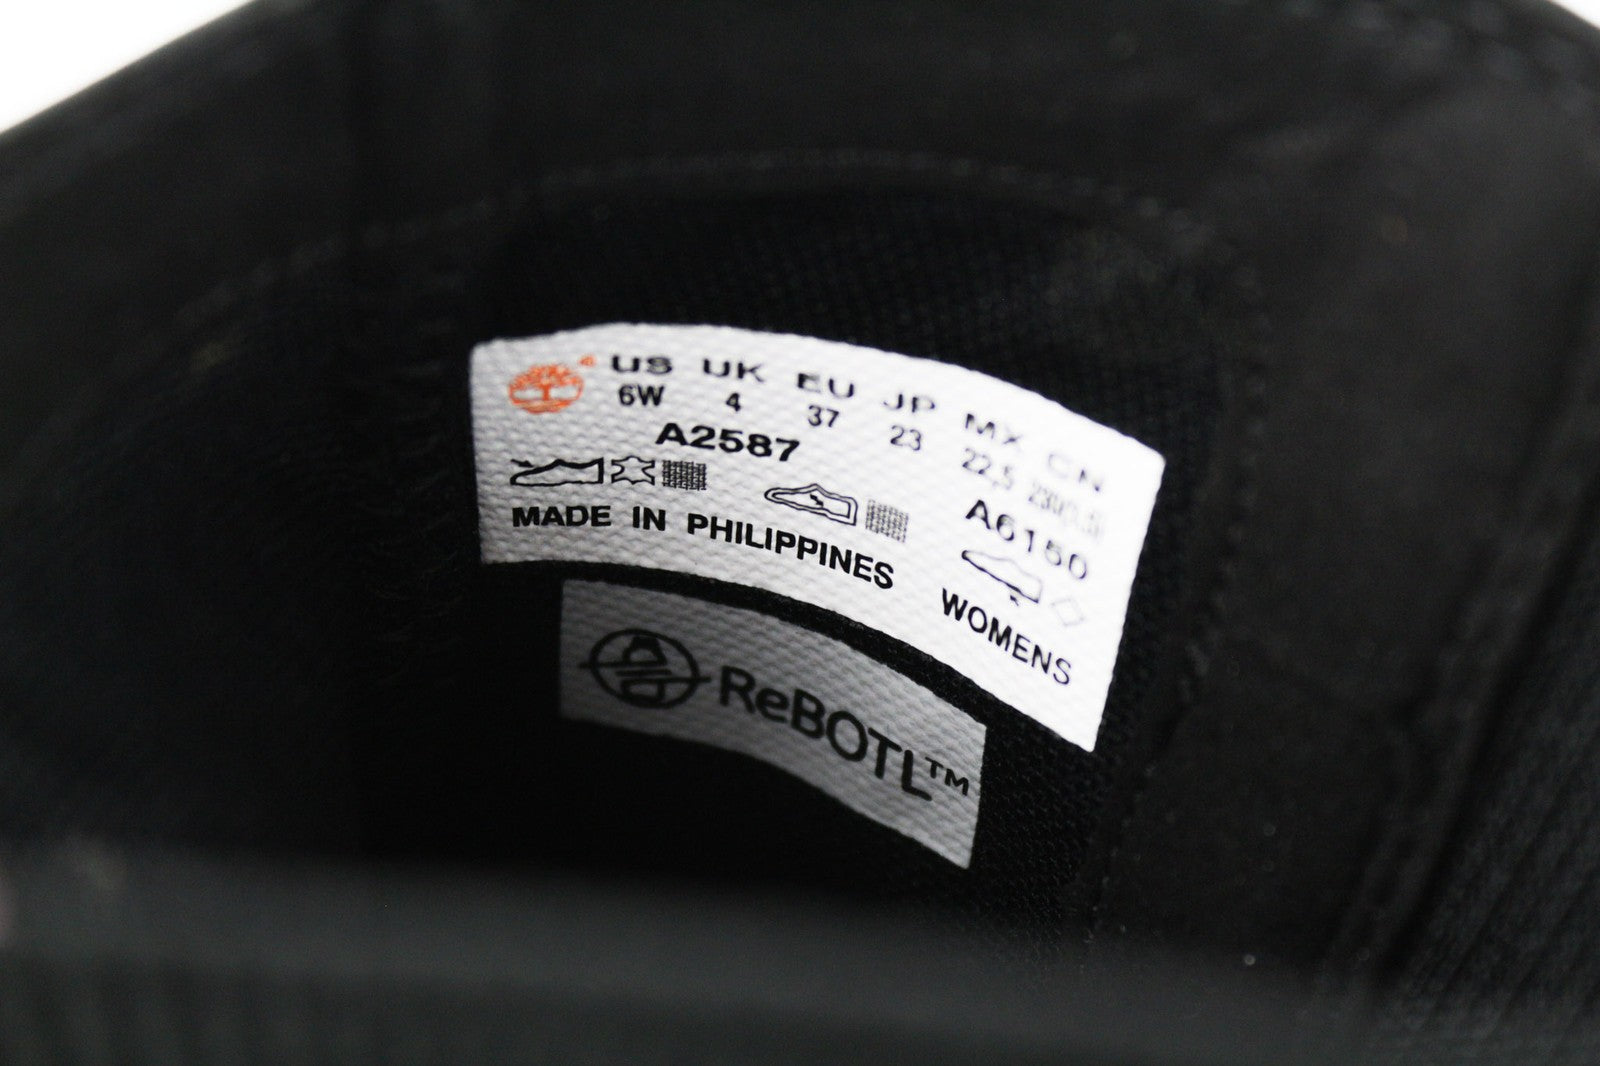 US UK EU JP MX CN
6W 4 37 23 22,5
A2587 A6150
MADE IN PHILIPPINES WOMENS
ReBOTL™